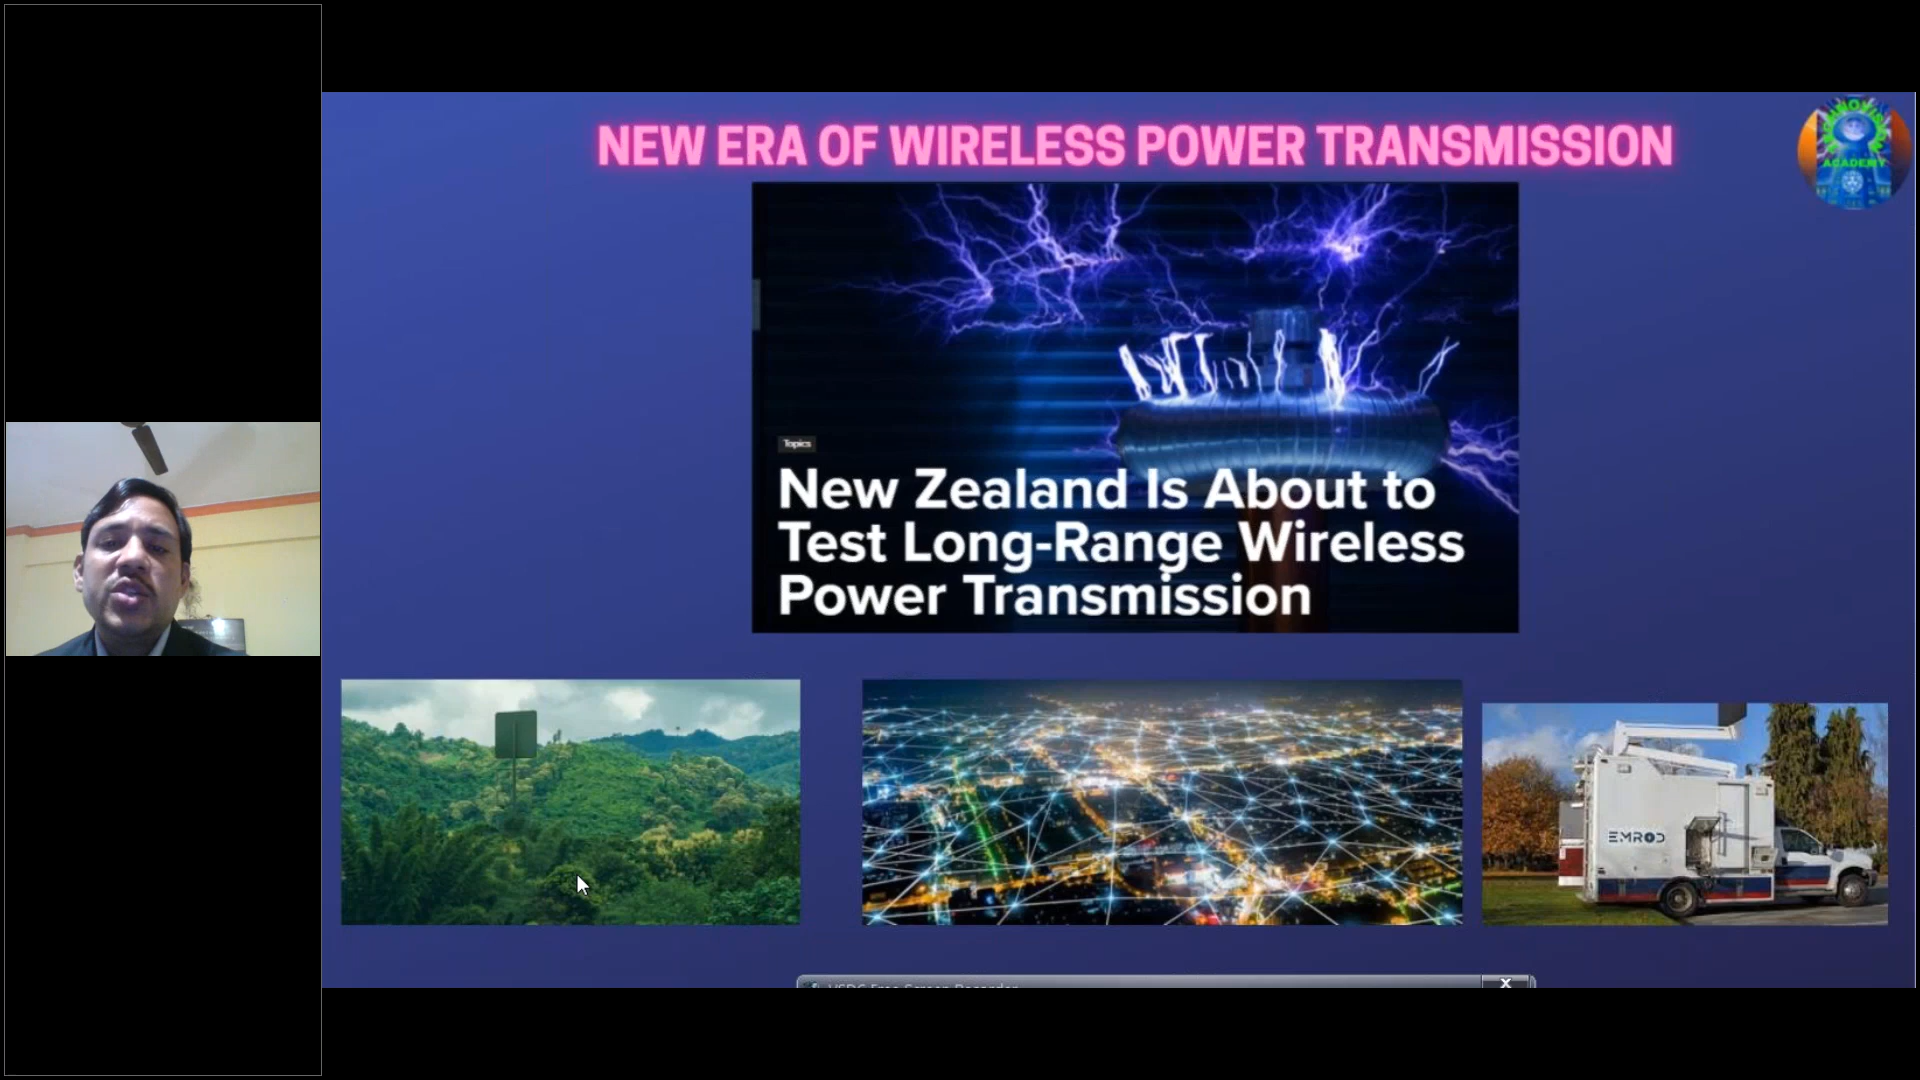 NEW ERA OF WIRELESS POWER TRANSMISSION
ACADEMY
Topics
New Zealand Is About to
Test Long-Range Wireless
Power Transmission
EMROD
X